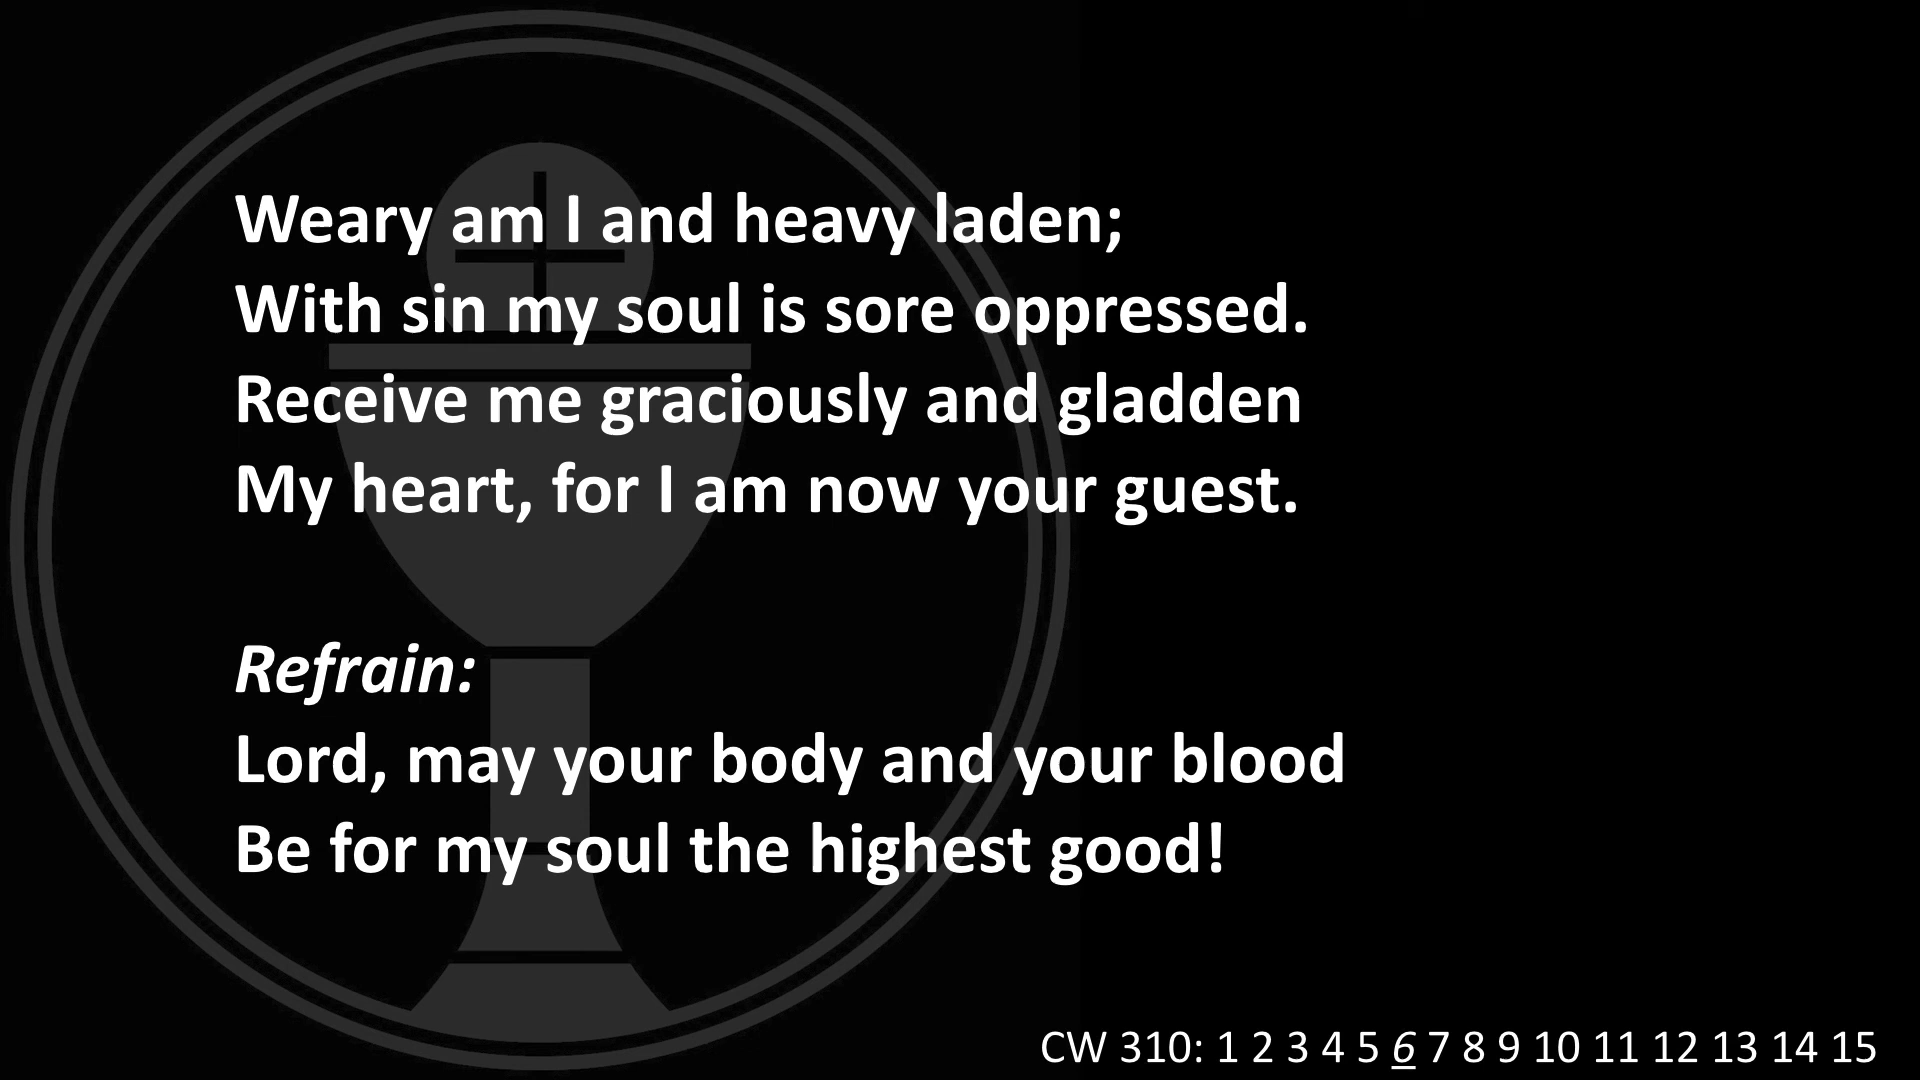 Weary am I and heavy laden;
With sin my soul is sore oppressed.
Receive me graciously and gladden
My heart, for I am now your guest.
Refrain:
Lord, may your body and your blood
Be for my soul the highest good!
CW 310: 1 2 3 4 5 6 7 8 9 10 11 12 13 14 15